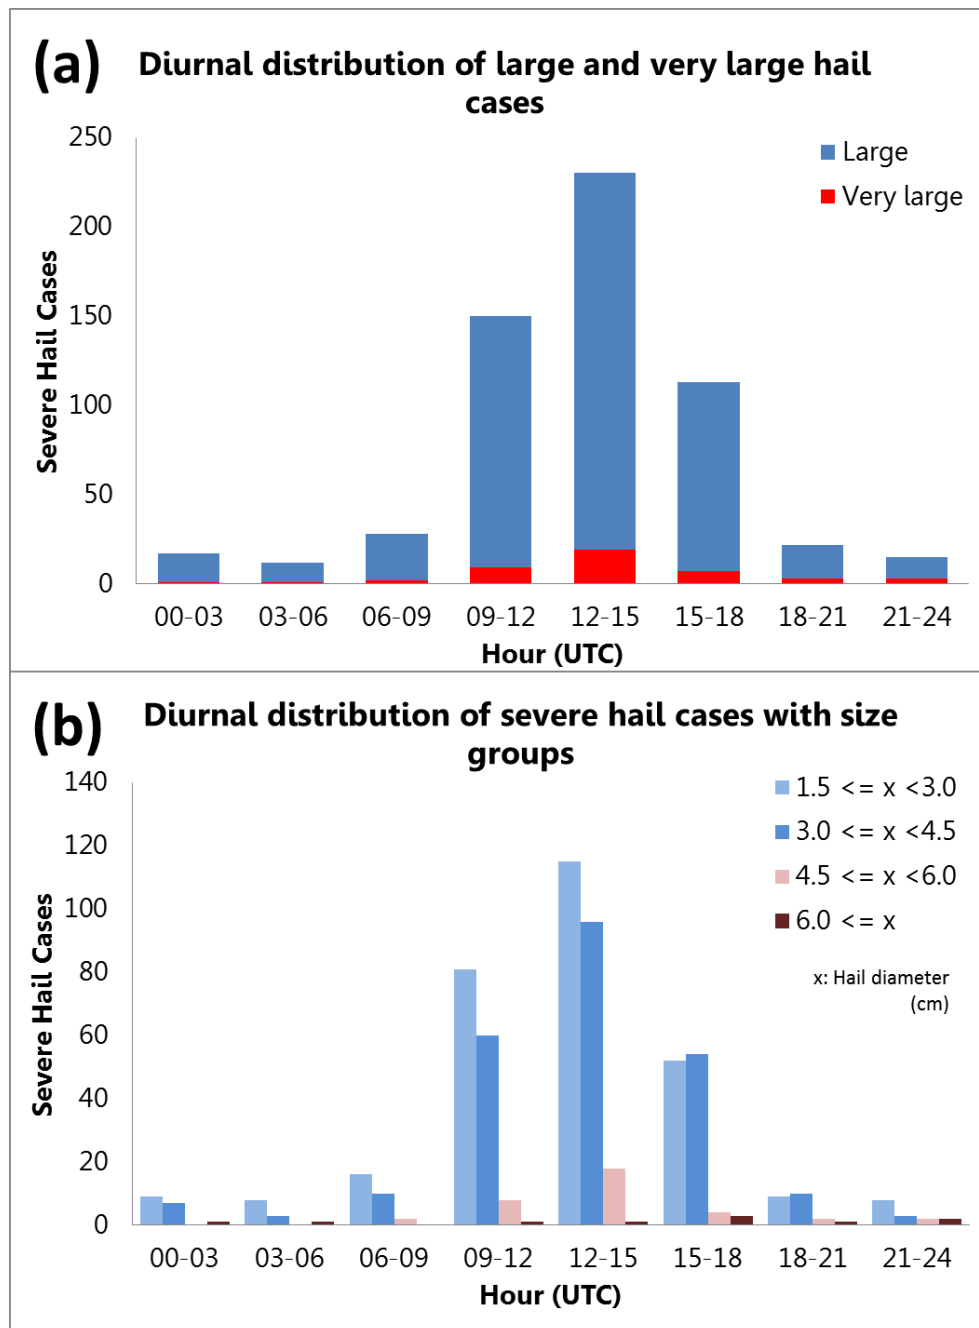 (a)
Diurnal distribution of large and very large hail
cases
250
200
150
100
50
0
Severe Hail Cases
Large
Very large
00-03 03-06 06-09 09-12 12-15 15-18 18-21 21-24
Hour (UTC)
(b)
Diurnal distribution of severe hail cases with size
groups
140
120
100
80
60
40
20
0
Severe Hail Cases
1.5 <= x <3.0
3.0 <= x <4.5
4.5 <= x <6.0
6.0 <= x
x: Hail diameter
(cm)
00-03 03-06 06-09 09-12 12-15 15-18 18-21 21-24
Hour (UTC)